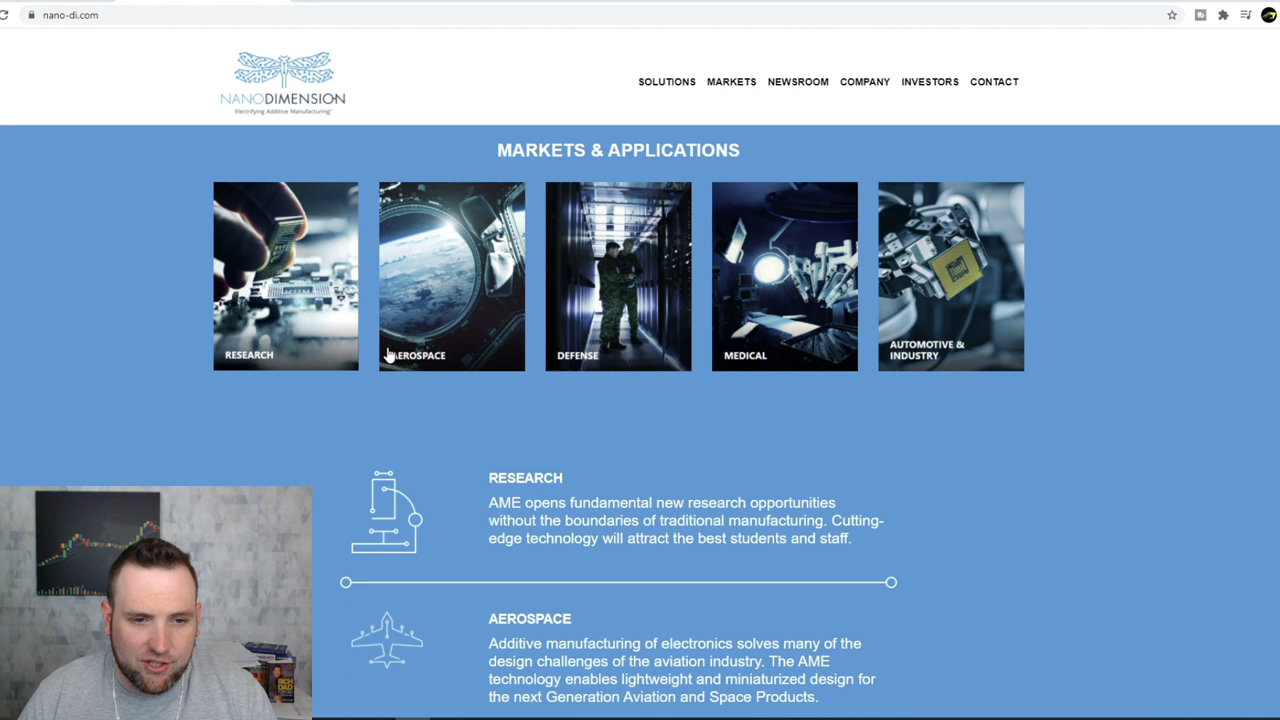 nano-di.com
NANODIMENSION
Electrifying Additive Manufacturing®
SOLUTIONS MARKETS NEWSROOM COMPANY INVESTORS CONTACT
MARKETS & APPLICATIONS
RESEARCH
AEROSPACE
DEFENSE
MEDICAL
AUTOMOTIVE &
INDUSTRY
RESEARCH
AME opens fundamental new research opportunities
without the boundaries of traditional manufacturing. Cutting-
edge technology will attract the best students and staff.
AEROSPACE
Additive manufacturing of electronics solves many of the
design challenges of the aviation industry. The AME
technology enables lightweight and miniaturized design for
the next Generation Aviation and Space Products.
RICH
DAD